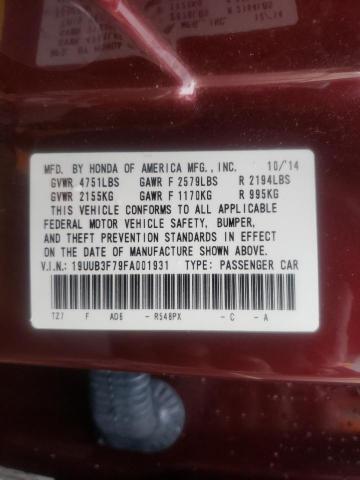 MFD. BY HONDA OF AMERICA MFG., INC. 10/14
GVWR 4751LBS GAWR F 2579LBS R 2194LBS
GVWR 2155KG GAWR F 1170KG R 995KG
THIS VEHICLE CONFORMS TO ALL APPLICABLE
FEDERAL MOTOR VEHICLE SAFETY, BUMPER,
AND THEFT PREVENTION STANDARDS IN EFFECT
ON THE DATE OF MANUFACTURE SHOWN ABOVE.
V.I.N.: 19UUB3F79FA001931 TYPE: PASSENGER CAR
TZ7 F AD6 - R548PX - C - A